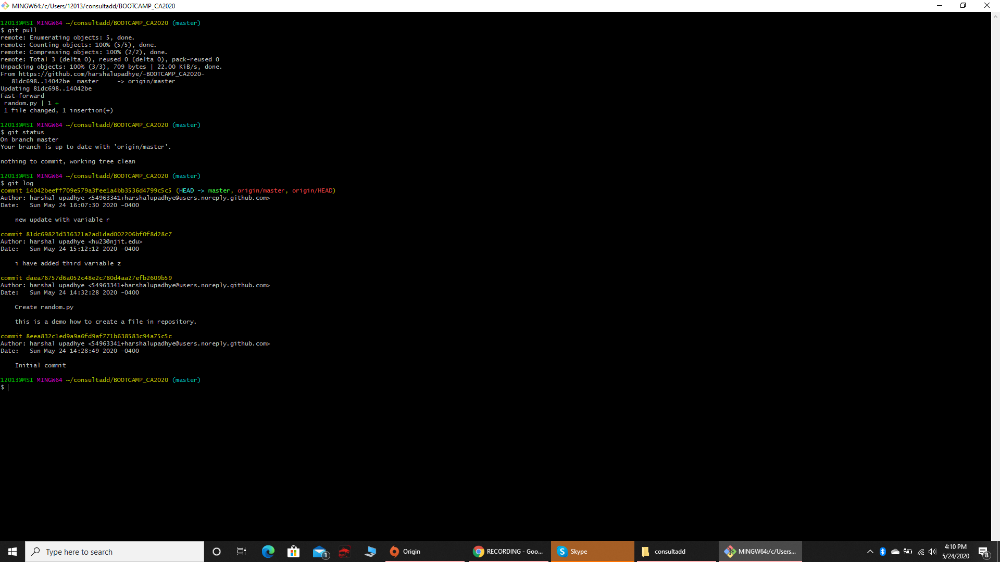 MINGW64:/c/Users/12013/consultadd/BOOTCAMP_CA2020
12013@MSI MINGW64 ~/consultadd/BOOTCAMP_CA2020 (master)
$ git pull
remote: Enumerating objects: 5, done.
remote: Counting objects: 100% (5/5), done.
remote: Compressing objects: 100% (2/2), done.
remote: Total 3 (delta 0), reused 0 (delta 0), pack-reused 0
Unpacking objects: 100% (3/3), 709 bytes | 22.00 KiB/s, done.
From https://github.com/harshalupadhye/-BOOTCAMP_CA2020-
   81dc698..14042be  master     -> origin/master
Updating 81dc698..14042be
Fast-forward
 random.py | 1 +
 1 file changed, 1 insertion(+)
12013@MSI MINGW64 ~/consultadd/BOOTCAMP_CA2020 (master)
$ git status
On branch master
Your branch is up to date with 'origin/master'.
nothing to commit, working tree clean
12013@MSI MINGW64 ~/consultadd/BOOTCAMP_CA2020 (master)
$ git log
commit 14042beeff709e579a3fee1a4bb3536d4799c5c5 (HEAD -> master, origin/master, origin/HEAD)
Author: harshal upadhye <54963341+harshalupadhye@users.noreply.github.com>
Date:   Sun May 24 16:07:30 2020 -0400
    new update with variable r
commit 81dc69823d336321a2ad1dad002206bf0f8d28c7
Author: harshal upadhye <hu23@njit.edu>
Date:   Sun May 24 15:12:12 2020 -0400
    i have added third variable z
commit daea76757d6a052c48e2c780d4aa27efb2609b59
Author: harshal upadhye <54963341+harshalupadhye@users.noreply.github.com>
Date:   Sun May 24 14:32:28 2020 -0400
    Create random.py
    this is a demo how to create a file in repository.
commit 8eea832c1ed9a9a6fd9af771b638583c94a75c5c
Author: harshal upadhye <54963341+harshalupadhye@users.noreply.github.com>
Date:   Sun May 24 14:28:49 2020 -0400
    Initial commit
12013@MSI MINGW64 ~/consultadd/BOOTCAMP_CA2020 (master)
$
Type here to search
1
Origin
RECORDING - Goo...
Skype
consultadd
MINGW64:/c/Users...
4:10 PM
5/24/2020
8